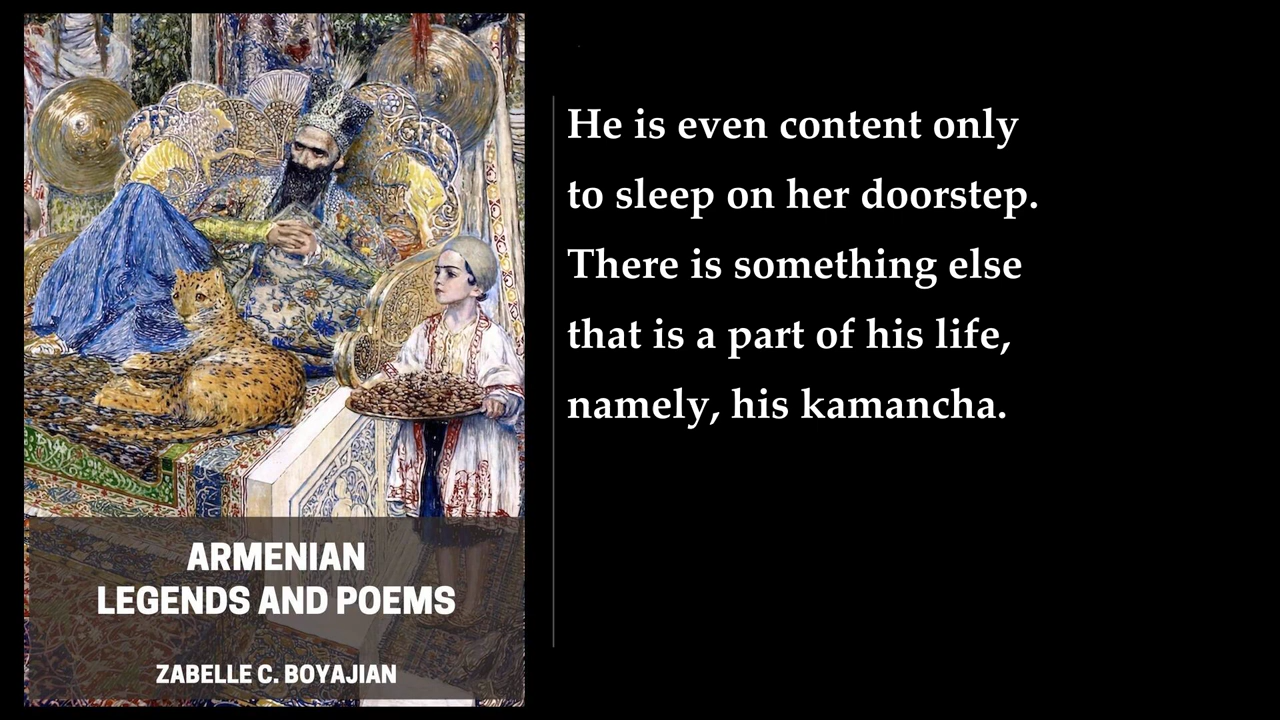 He is even content only
to sleep on her doorstep.
There is something else
that is a part of his life,
namely, his kamancha.
ARMENIAN
LEGENDS AND POEMS
ZABELLE C. BOYAJIAN